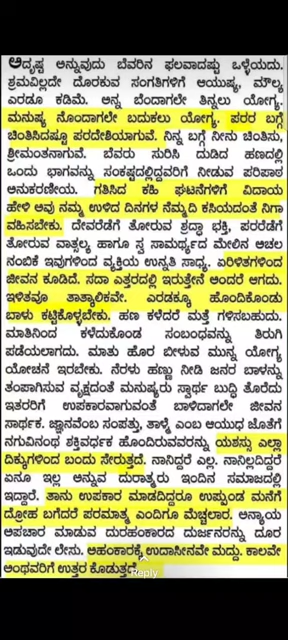 ಅದೃಷ್ಟ ಅನ್ನುವುದು ಬೆವರಿನ ಫಲವಾದಷ್ಟು ಒಳ್ಳೆಯದು.
ಶ್ರಮವಿಲ್ಲದೇ ದೊರಕುವ ಸಂಗತಿಗಳಿಗೆ ಆಯುಷ್ಯ, ಮೌಲ್ಯ
ಎರಡೂ ಕಡಿಮೆ. ಅನ್ನ ಬೆಂದಾಗಲೇ ತಿನ್ನಲು ಯೋಗ್ಯ.
ಮನುಷ್ಯ ನೊಂದಾಗಲೇ ಬದುಕಲು ಯೋಗ್ಯ. ಪರರ ಬಗ್ಗೆ
ಚಿಂತಿಸಿದಷ್ಟೂ ಪರದೇಶಿಯಾಗುವೆ. ನಿನ್ನ ಬಗ್ಗೆ ನೀನು ಚಿಂತಿಸು,
ಶ್ರೀಮಂತನಾಗುವೆ. ಬೆವರು ಸುರಿಸಿ ದುಡಿದ ಹಣದಲ್ಲಿ
ಒಂದು ಭಾಗವನ್ನು ಸಂಕಷ್ಟದಲ್ಲಿದ್ದವರಿಗೆ ನೀಡುವ ಪರಿಪಾಠ
ಅನುಕರಣೀಯ. ಗತಿಸಿದ ಕಹಿ ಘಟನೆಗಳಿಗೆ ವಿದಾಯ
ಹೇಳಿ ಅವು ನಮ್ಮ ಉಳಿದ ದಿನಗಳ ನೆಮ್ಮದಿ ಕಸಿಯದಂತೆ ನಿಗಾ
ವಹಿಸಬೇಕು. ದೇವರೆಡೆಗೆ ತೋರುವ ಶ್ರದ್ಧಾ ಭಕ್ತಿ, ಪರರೆಡೆಗೆ
ತೋರುವ ವಾತ್ಸಲ್ಯ ಹಾಗೂ ಸ್ವ ಸಾಮರ್ಥ್ಯದ ಮೇಲಿನ ಅಚಲ
ನಂಬಿಕೆ ಇವುಗಳಿಂದ ವ್ಯಕ್ತಿಯ ಉನ್ನತಿ ಸಾಧ್ಯ. ಏರಿಳಿತಗಳಿಂದ
ಜೀವನ ಕೂಡಿದೆ. ಸದಾ ಎತ್ತರದಲ್ಲಿ ಇರುತ್ತೇನೆ ಅಂದರೆ ಆಗದು.
ಇಳಿತವೂ ತಾತ್ಕಾಲಿಕವೇ. ಎರಡಕ್ಕೂ ಹೊಂದಿಕೊಂಡು
ಬಾಳು ಕಟ್ಟಿಕೊಳ್ಳಬೇಕು. ಹಣ ಕಳೆದರೆ ಮತ್ತೆ ಗಳಿಸಬಹುದು.
ಮಾತಿನಿಂದ ಕಳೆದುಕೊಂಡ ಸಂಬಂಧವನ್ನು ತಿರುಗಿ
ಪಡೆಯಲಾಗದು. ಮಾತು ಹೊರ ಬೀಳುವ ಮುನ್ನ ಯೋಗ್ಯ
ಯೋಚನೆ ಇರಬೇಕು. ನೆರಳು ಹಣ್ಣು ನೀಡಿ ಜನರ ಬಾಳನ್ನು
ತಂಪಾಗಿಸುವ ವೃಕ್ಷದಂತೆ ಮನುಷ್ಯರು ಸ್ವಾರ್ಥ ಬುದ್ಧಿ ತೊರೆದು
ಇತರರಿಗೆ ಉಪಕಾರವಾಗುವಂತೆ ಬಾಳಿದಾಗಲೇ ಜೀವನ
ಸಾರ್ಥಕ. ಜ್ಞಾನವೆಂಬ ಸಂಪತ್ತು, ತಾಳ್ಮೆ ಎಂಬ ಆಯುಧ ಜೊತೆಗೆ
ನಗುವಿನಂಥ ಶಕ್ತಿವರ್ಧಕ ಹೊಂದಿರುವವರನ್ನು ಯಶಸ್ಸು ಎಲ್ಲಾ
ದಿಕ್ಕುಗಳಿಂದ ಬಂದು ಸೇರುತ್ತದೆ. ನಾನಿದ್ದರೆ ಎಲ್ಲ. ನಾನಿಲ್ಲದಿದ್ದರೆ
ಏನೂ ಇಲ್ಲ ಅನ್ನುವ ದುರಾತ್ಮರು ಇಂದಿನ ಸಮಾಜದಲ್ಲಿ
ಇದ್ದಾರೆ. ತಾನು ಉಪಕಾರ ಮಾಡದಿದ್ದರೂ ಉಪ್ಪುಂಡ ಮನೆಗೆ
ದ್ರೋಹ ಬಗೆದರೆ ಪರಮಾತ್ಮ ಎಂದಿಗೂ ಮೆಚ್ಚಲಾರ. ಅನ್ಯಾಯ
ಅಪಚಾರ ಮಾಡುವ ದುರಹಂಕಾರದ ದುರ್ಜನರನ್ನು ದೂರ
ಇಡುವುದೇ ಲೇಸು. ಅಹಂಕಾರಕ್ಕೆ ಉದಾಸೀನವೇ ಮದ್ದು. ಕಾಲವೇ
ಅಂಥವರಿಗೆ ಉತ್ತರ ಕೊಡುತ್ತದೆ.
Reply